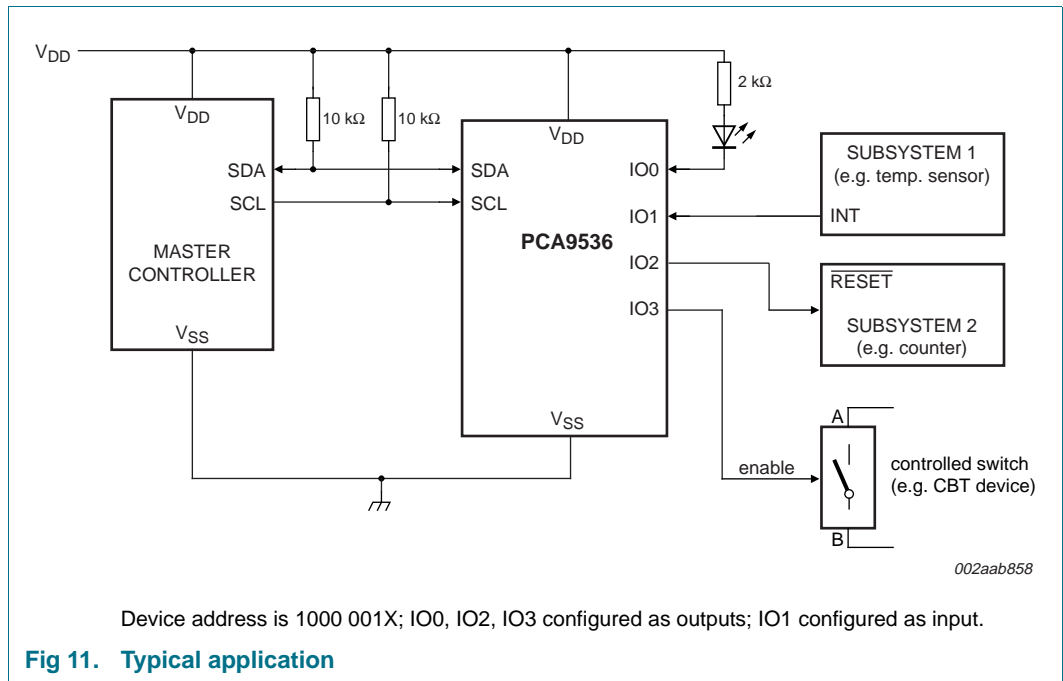 VDD
VDD
10 kΩ
10 kΩ
SDA
SCL
MASTER
CONTROLLER
VSS
VDD
SDA
SCL
PCA9536
IO0
IO1
IO2
IO3
VSS
2 kΩ
SUBSYSTEM 1
(e.g. temp. sensor)
INT
RESET
SUBSYSTEM 2
(e.g. counter)
enable
A
B
controlled switch
(e.g. CBT device)
002aab858
Device address is 1000 001X; IO0, IO2, IO3 configured as outputs; IO1 configured as input.
Fig 11. Typical application